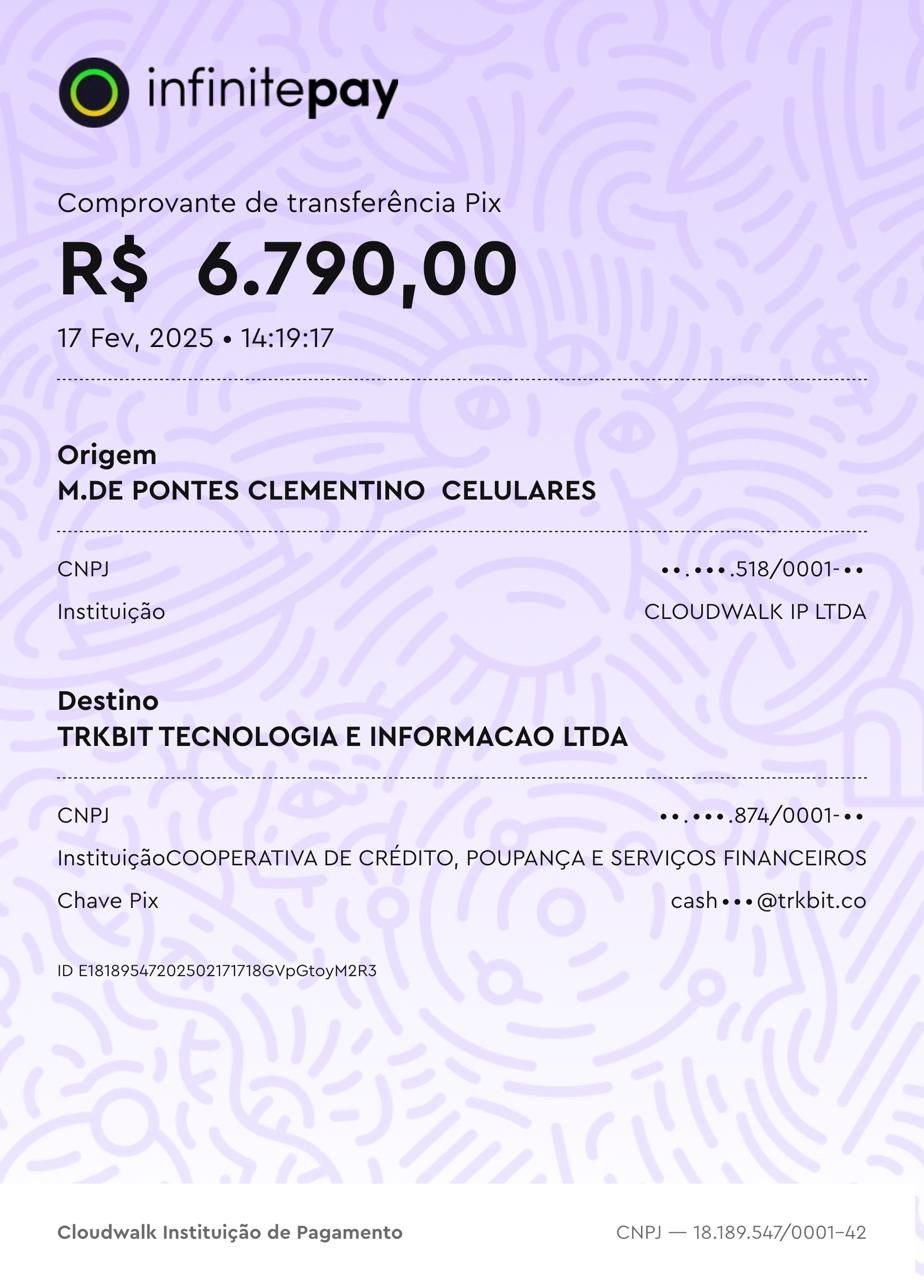 infinitepay
Comprovante de transferência Pix
R$ 6.790,00
17 Fev, 2025 • 14:19:17
Origem
M.DE PONTES CLEMENTINO CELULARES
CNPJ ••.•••.518/0001-••
Instituição CLOUDWALK IP LTDA
Destino
TRKBIT TECNOLOGIA E INFORMACAO LTDA
CNPJ ••.•••.874/0001-••
InstituiçãoCOOPERATIVA DE CRÉDITO, POUPANÇA E SERVIÇOS FINANCEIROS
Chave Pix cash•••@trkbit.co
ID E18189547202502171718GVpGtoyM2R3
Cloudwalk Instituição de Pagamento CNPJ — 18.189.547/0001-42